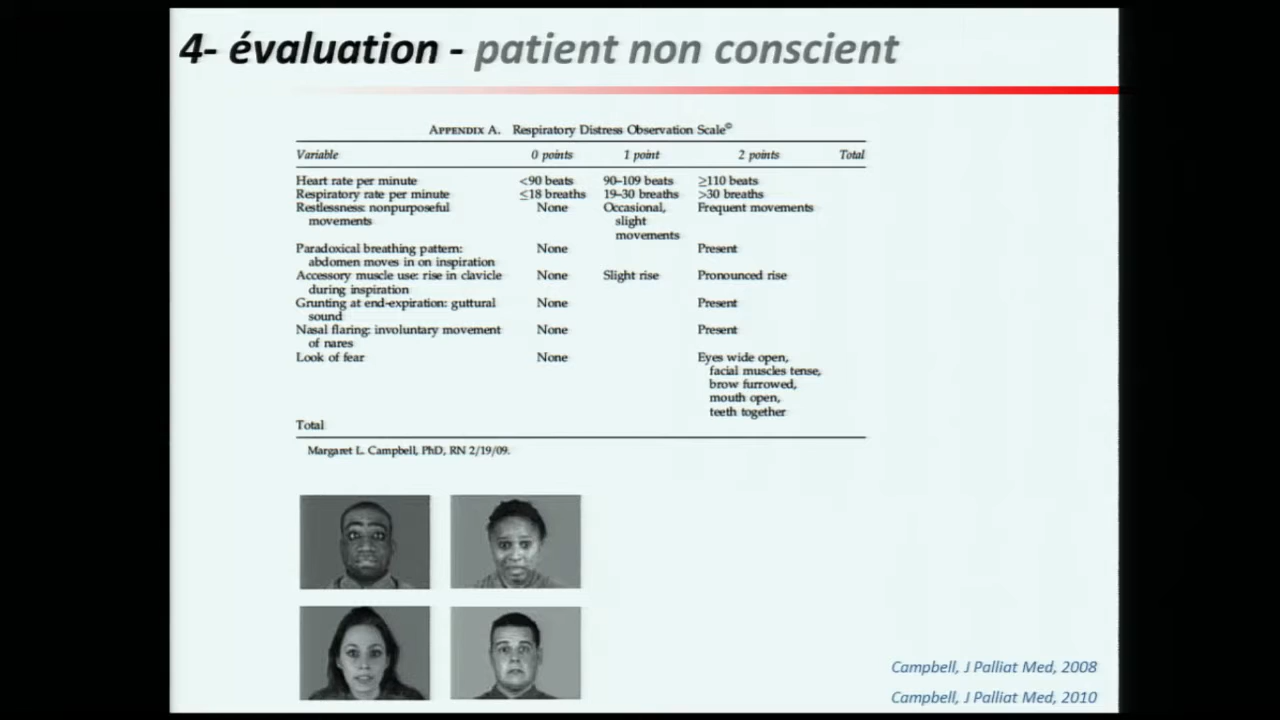 4- évaluation - patient non conscient
APPENDIX A. Respiratory Distress Observation Scale©
Variable 0 points 1 point 2 points Total
Heart rate per minute <90 beats 90–109 beats ≥110 beats
Respiratory rate per minute ≤18 breaths 19–30 breaths >30 breaths
Restlessness: nonpurposeful None Occasional, Frequent movements
movements slight
movements
Paradoxical breathing pattern: None Present
abdomen moves in on inspiration
Accessory muscle use: rise in clavicle None Slight rise Pronounced rise
during inspiration
Grunting at end-expiration: guttural None Present
sound
Nasal flaring: involuntary movement None Present
of nares
Look of fear None Eyes wide open,
facial muscles tense,
brow furrowed,
mouth open,
teeth together
Total
Margaret L. Campbell, PhD, RN 2/19/09.
Campbell, J Palliat Med, 2008
Campbell, J Palliat Med, 2010